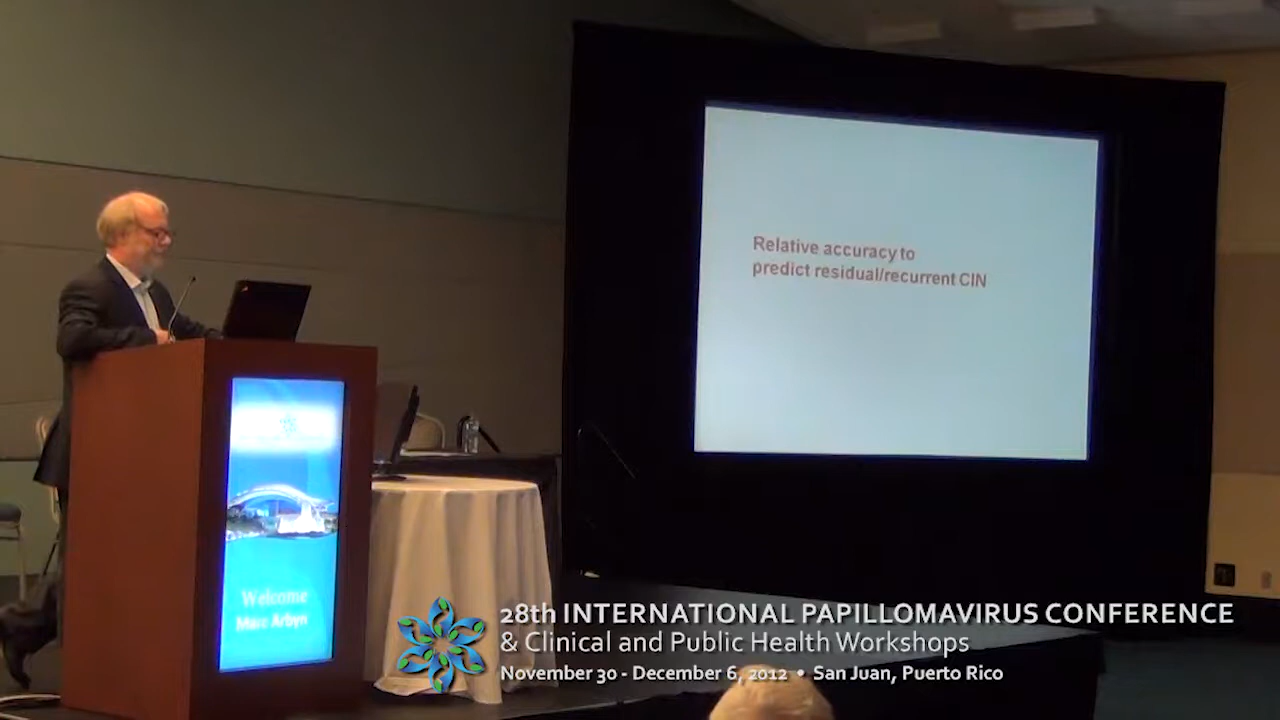 Relative accuracy to
predict residual/recurrent CIN
Welcome
Marc Arbyn
28th INTERNATIONAL PAPILLOMAVIRUS CONFERENCE
& Clinical and Public Health Workshops
November 30 - December 6, 2012 • San Juan, Puerto Rico